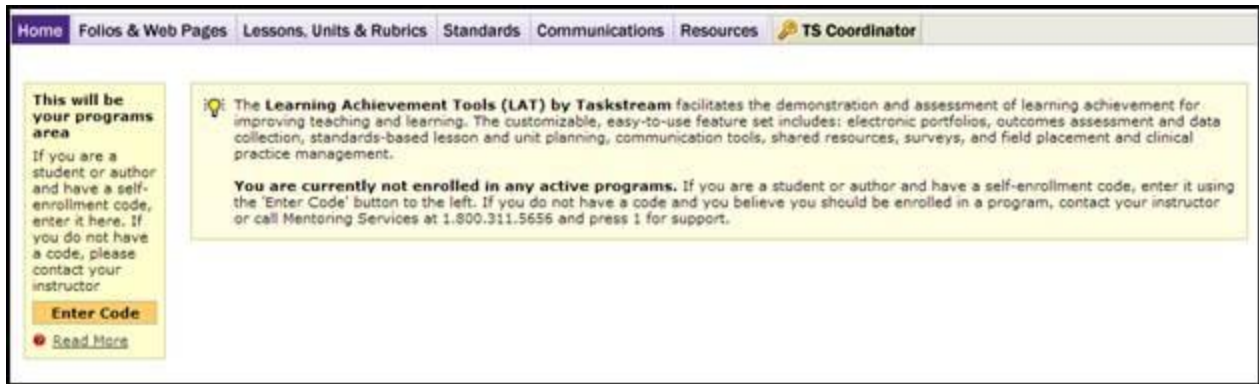 Home Folios & Web Pages Lessons, Units & Rubrics Standards Communications Resources TS Coordinator
This will be
your programs
area
If you are a
student or author
and have a self-
enrollment code,
enter it here. If
you do not have
a code, please
contact your
instructor
Enter Code
Read More
The Learning Achievement Tools (LAT) by Taskstream facilitates the demonstration and assessment of learning achievement for
improving teaching and learning. The customizable, easy-to-use feature set includes: electronic portfolios, outcomes assessment and data
collection, standards-based lesson and unit planning, communication tools, shared resources, surveys, and field placement and clinical
practice management.
You are currently not enrolled in any active programs. If you are a student or author and have a self-enrollment code, enter it using
the 'Enter Code' button to the left. If you do not have a code and you believe you should be enrolled in a program, contact your instructor
or call Mentoring Services at 1.800.311.5656 and press 1 for support.